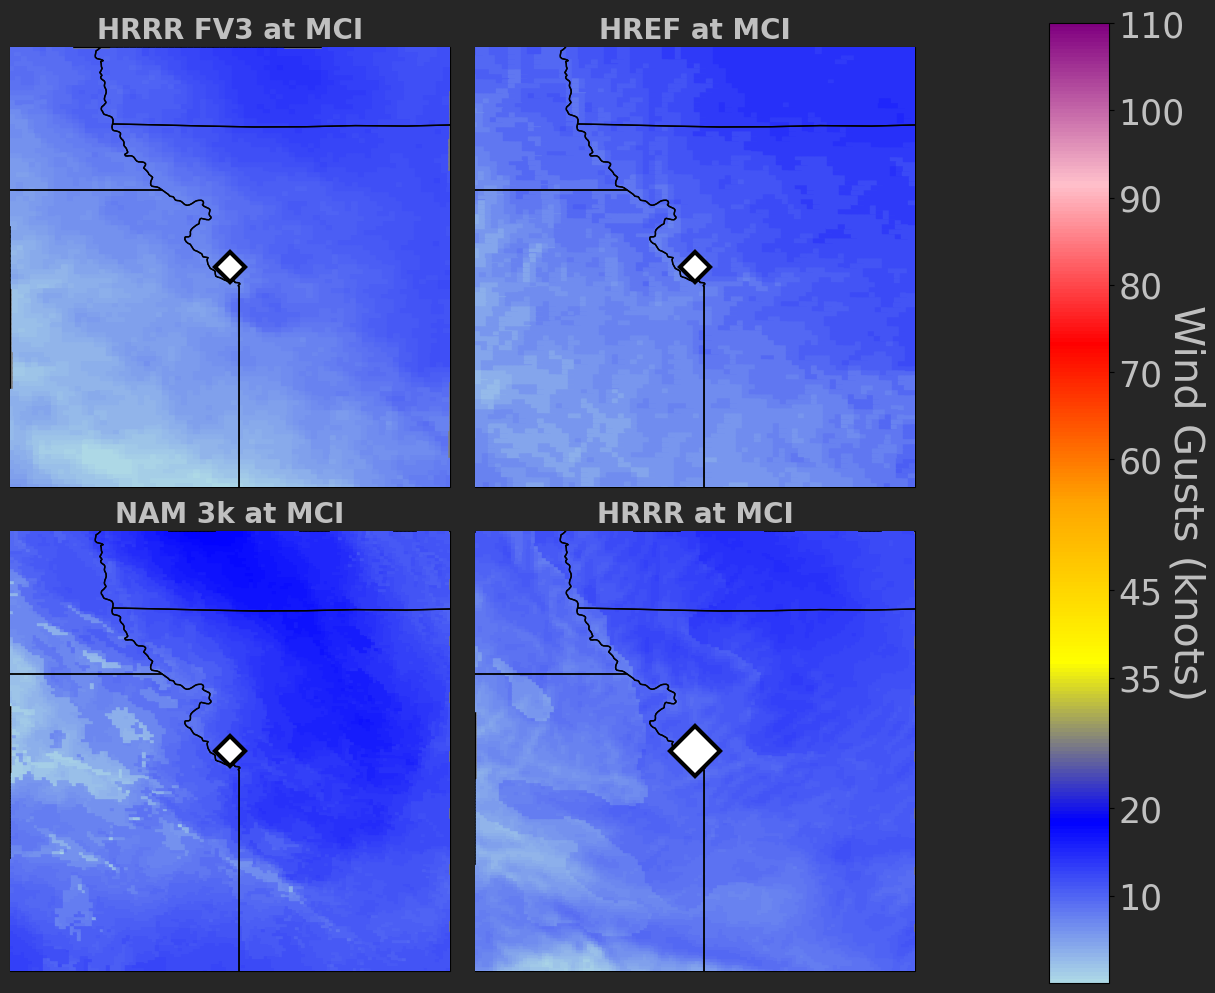 HRRR FV3 at MCI
HREF at MCI
NAM 3k at MCI
HRRR at MCI
110
100
90
80
70
60
45
35
20
10
Wind Gusts (knots)